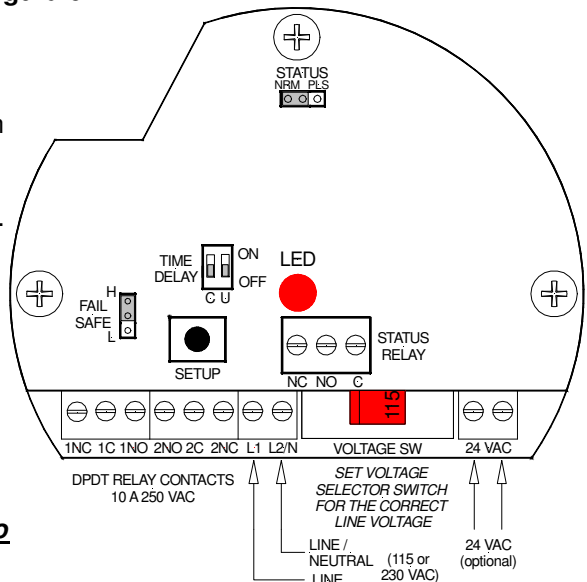 STATUS
NRM PLS
TIME
DELAY
ON
OFF
C U
LED
H
FAIL
SAFE
L
SETUP
STATUS
RELAY
NC NO C
115
1NC 1C 1NO 2NO 2C 2NC L1 L2/N
VOLTAGE SW
24 VAC
DPDT RELAY CONTACTS
10 A 250 VAC
SET VOLTAGE
SELECTOR SWITCH
FOR THE CORRECT
LINE VOLTAGE
LINE /
NEUTRAL
(115 or
230 VAC)
LINE
24 VAC
(optional)